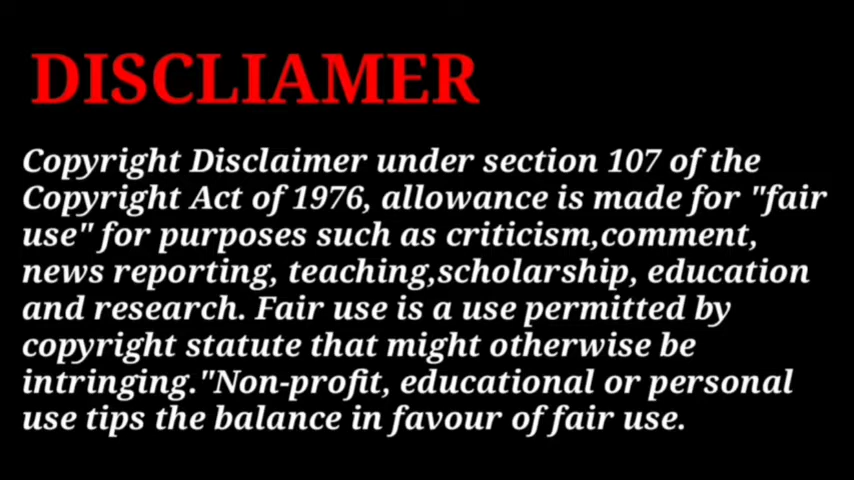 DISCLIAMER
Copyright Disclaimer under section 107 of the
Copyright Act of 1976, allowance is made for "fair
use" for purposes such as criticism,comment,
news reporting, teaching,scholarship, education
and research. Fair use is a use permitted by
copyright statute that might otherwise be
intringing."Non-profit, educational or personal
use tips the balance in favour of fair use.